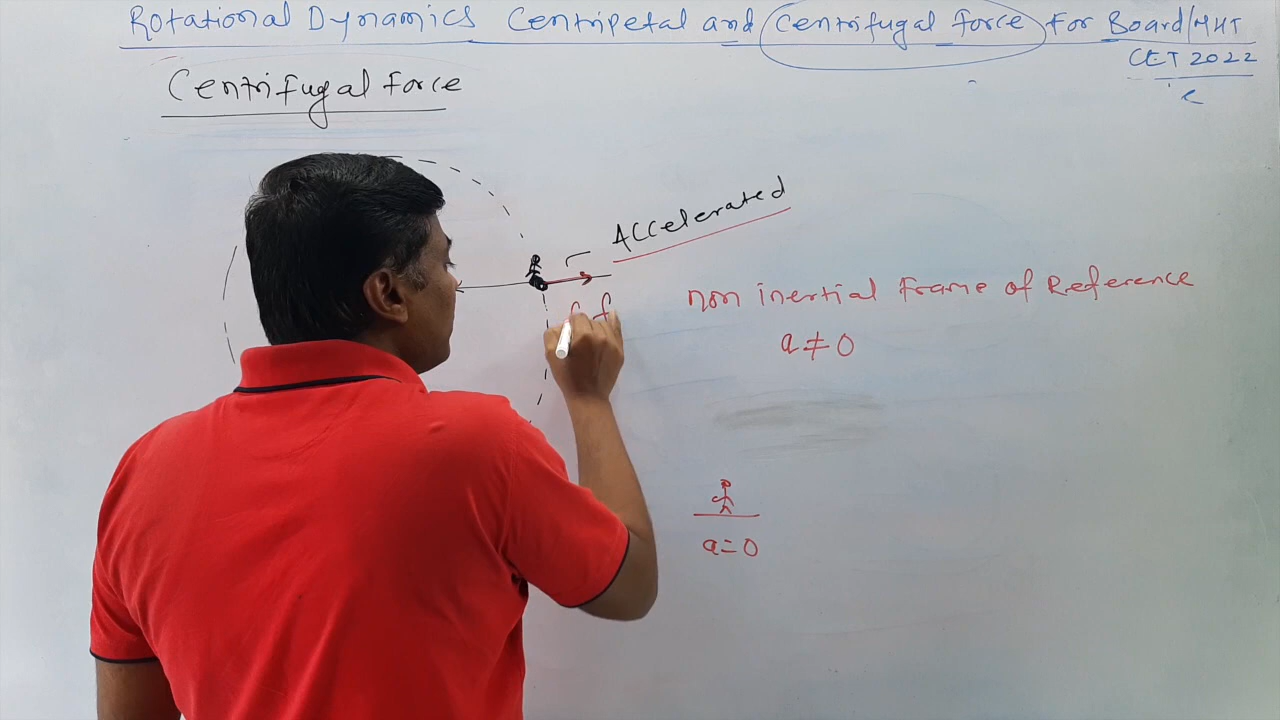 Rotational Dynamics Centripetal and Centrifugal force For Board/MHT
CET 2022
Centrifugal force
Accelerated
non inertial Frame of Reference
a ≠ 0
f
a = 0